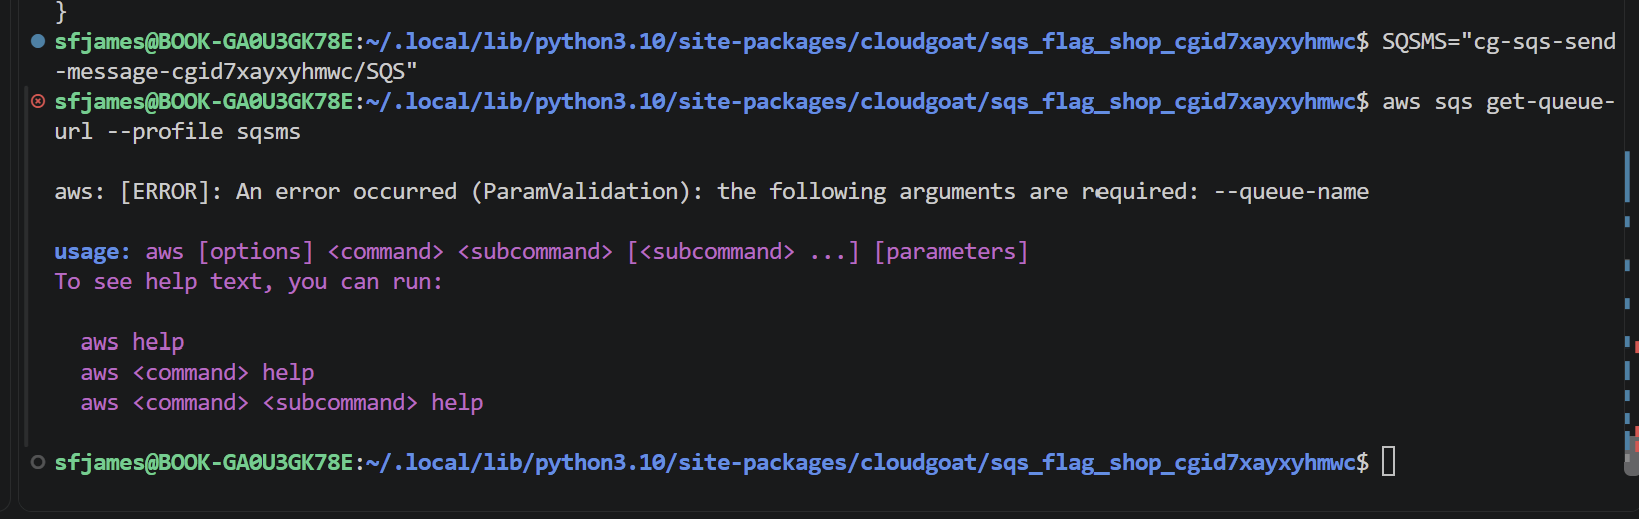 }
sfjames@BOOK-GA0U3GK78E:~/.local/lib/python3.10/site-packages/cloudgoat/sqs_flag_shop_cgid7xayxyhmwc$ SQSMS="cg-sqs-send
-message-cgid7xayxyhmwc/SQS"
sfjames@BOOK-GA0U3GK78E:~/.local/lib/python3.10/site-packages/cloudgoat/sqs_flag_shop_cgid7xayxyhmwc$ aws sqs get-queue-
url --profile sqsms
aws: [ERROR]: An error occurred (ParamValidation): the following arguments are required: --queue-name
usage: aws [options] <command> <subcommand> [<subcommand> ...] [parameters]
To see help text, you can run:
aws help
aws <command> help
aws <command> <subcommand> help
sfjames@BOOK-GA0U3GK78E:~/.local/lib/python3.10/site-packages/cloudgoat/sqs_flag_shop_cgid7xayxyhmwc$